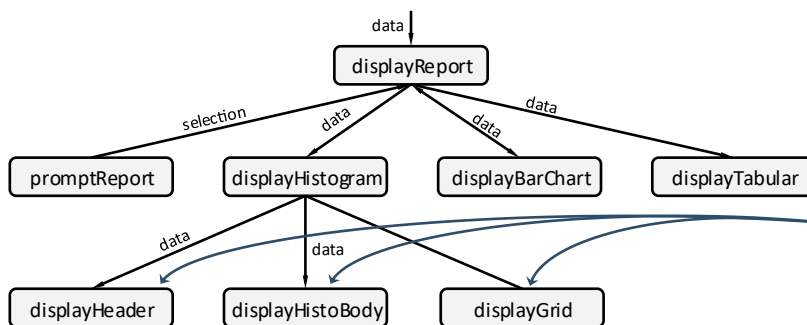 data
displayReport
selection
data
data
data
promptReport
displayHistogram
displayBarChart
displayTabular
data
data
displayHeader
displayHistoBody
displayGrid